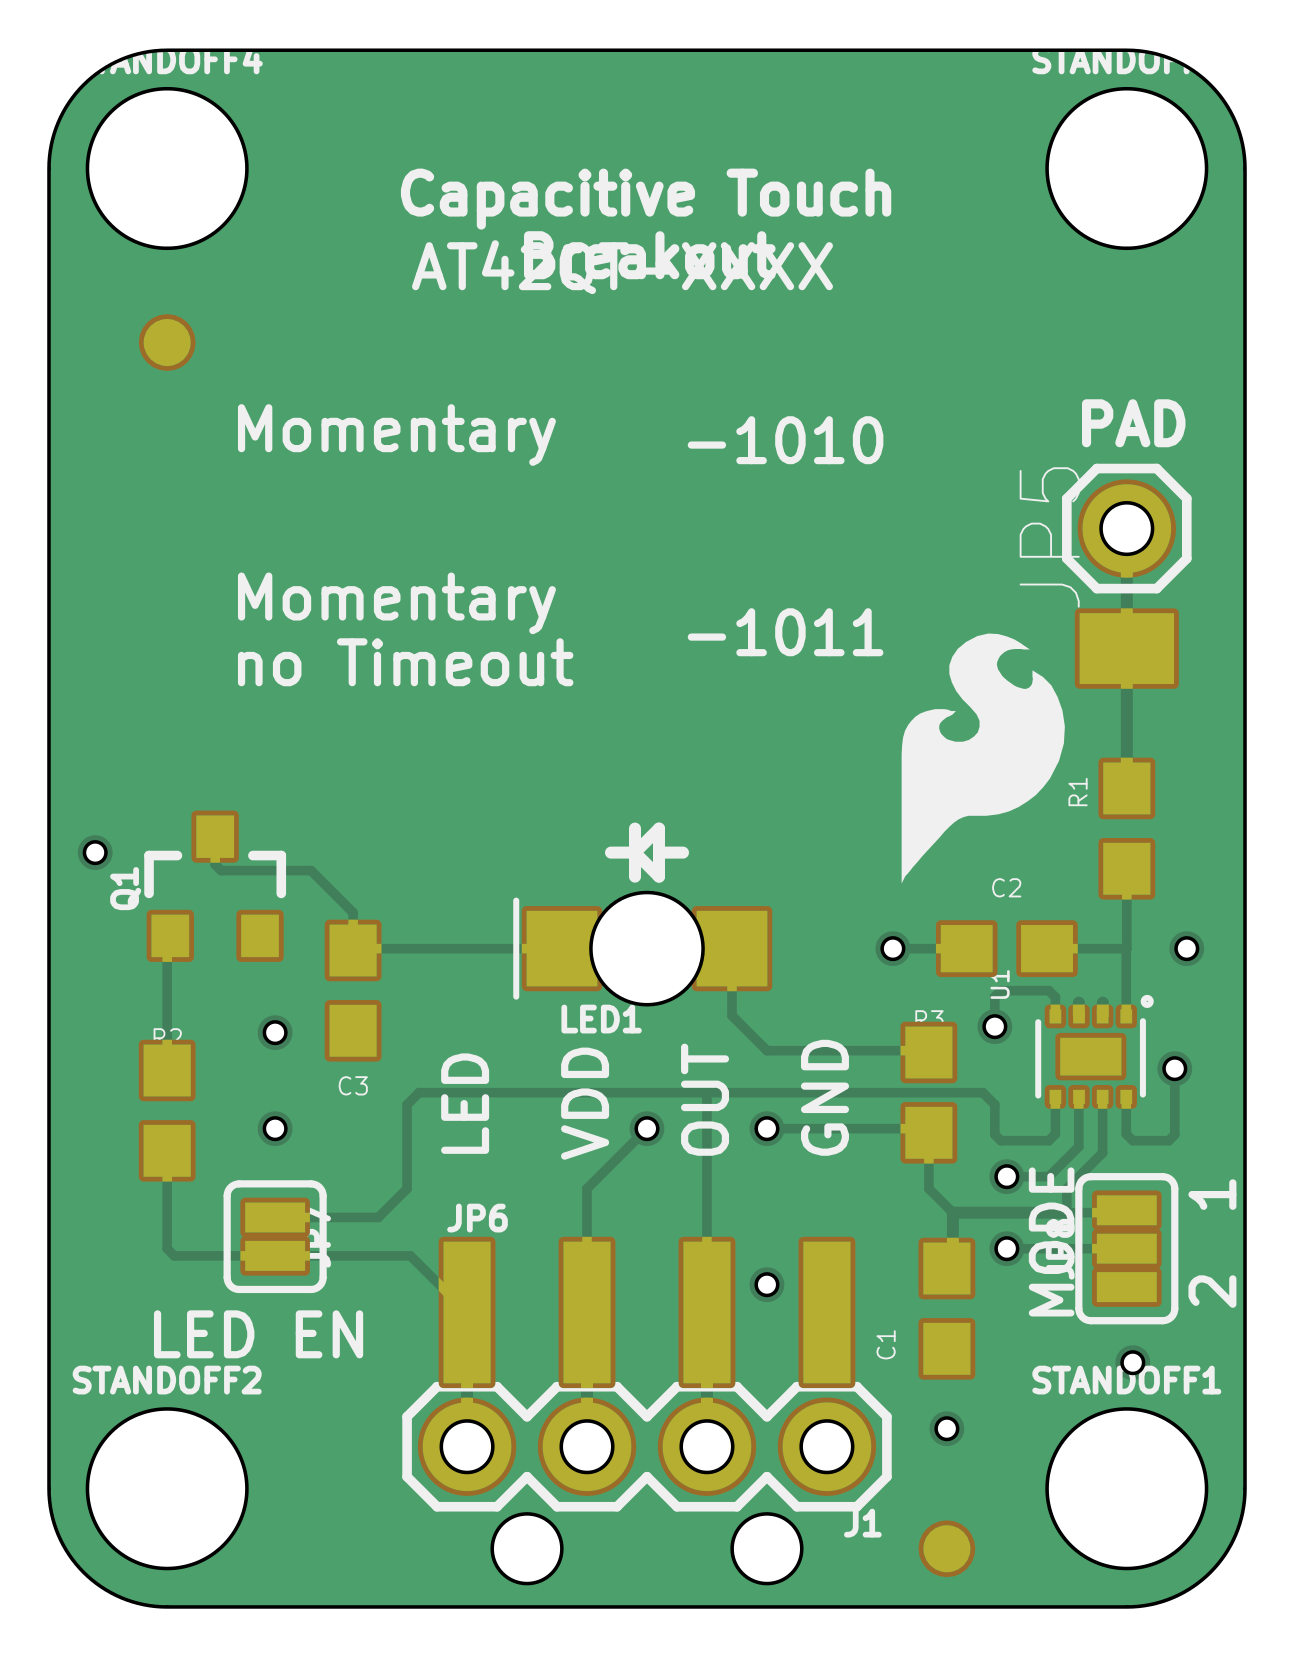 STANDOFF4
STANDOFF
Capacitive Touch
Breakout
AT42QT-XXXX
Momentary
-1010
PAD
JP5
Momentary
no Timeout
-1011
R1
Q1
C2
U1
LED1
R2
R3
C3
LED
VDD
OUT
GND
JP7
JP6
MODE
JP8
1
2
LED EN
C1
STANDOFF2
STANDOFF1
J1